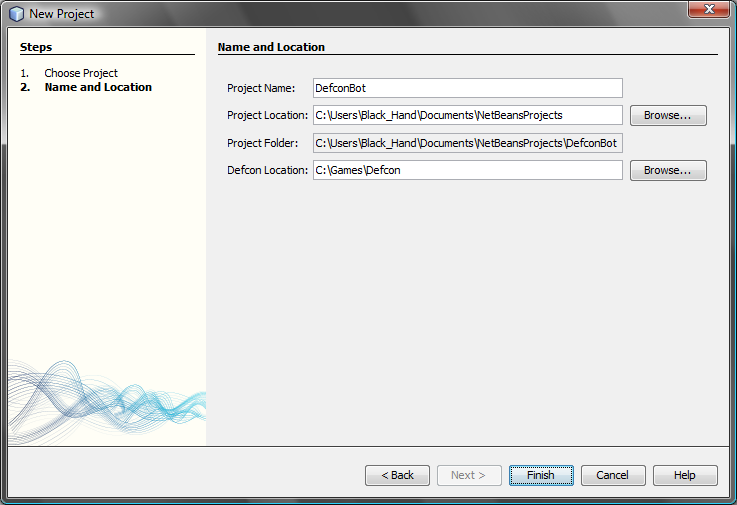 New Project
Steps
1. Choose Project
2. Name and Location
Name and Location
Project Name: DefconBot
Project Location: C:\Users\Black_Hand\Documents\NetBeansProjects Browse...
Project Folder: C:\Users\Black_Hand\Documents\NetBeansProjects\DefconBot
Defcon Location: C:\Games\Defcon Browse...
< Back Next > Finish Cancel Help